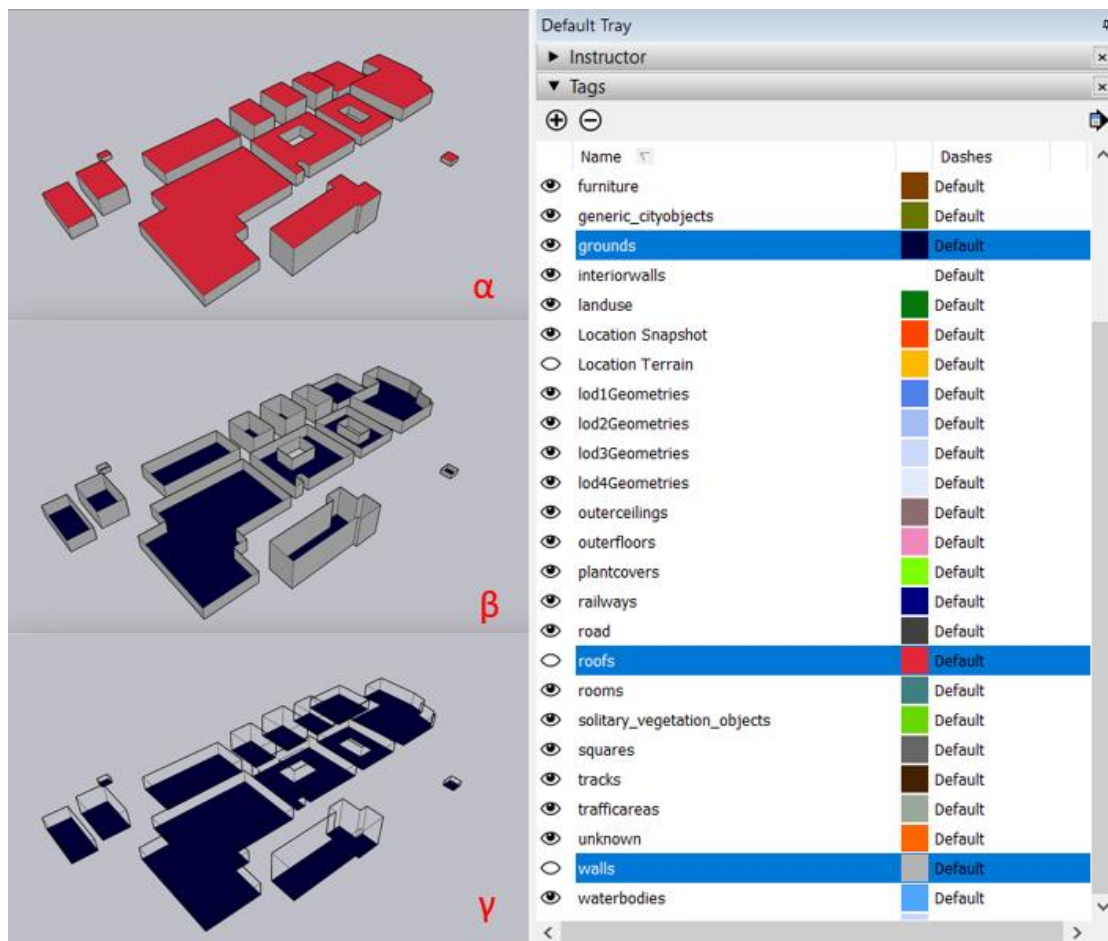 α
β
γ
Default Tray
Instructor
Tags
Name Dashes
furniture Default
generic_cityobjects Default
grounds Default
interiorwalls Default
landuse Default
Location Snapshot Default
Location Terrain Default
lod1Geometries Default
lod2Geometries Default
lod3Geometries Default
lod4Geometries Default
outerceilings Default
outerfloors Default
plantcovers Default
railways Default
road Default
roofs Default
rooms Default
solitary_vegetation_objects Default
squares Default
tracks Default
trafficareas Default
unknown Default
walls Default
waterbodies Default